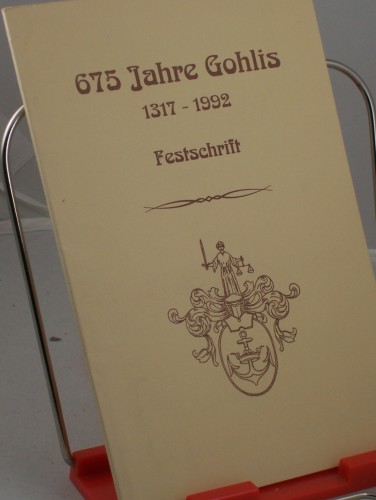 675 Jahre Gohlis
1317 - 1992
Festschrift